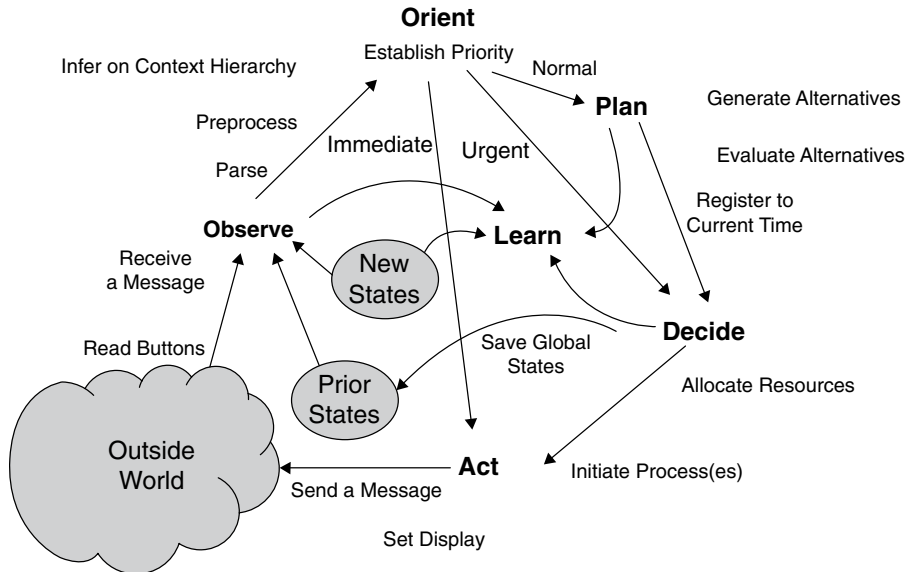 Orient
Establish Priority
Infer on Context Hierarchy
Normal
Plan
Generate Alternatives
Preprocess
Immediate
Urgent
Evaluate Alternatives
Parse
Register to
Current Time
Observe
Learn
Receive
a Message
New
States
Decide
Save Global
States
Read Buttons
Prior
States
Allocate Resources
Outside
World
Act
Initiate Process(es)
Send a Message
Set Display